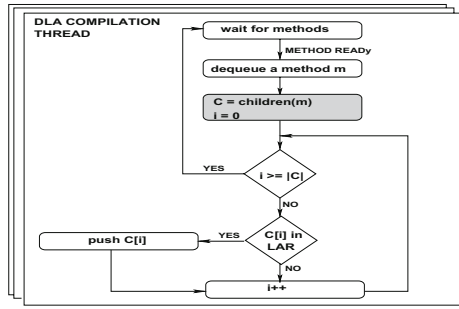 DLA COMPILATION
THREAD
wait for methods
METHOD READy
dequeue a method m
C = children(m)
i = 0
YES
i >= |C|
NO
push C[i]
YES
C[i] in
LAR
NO
i++